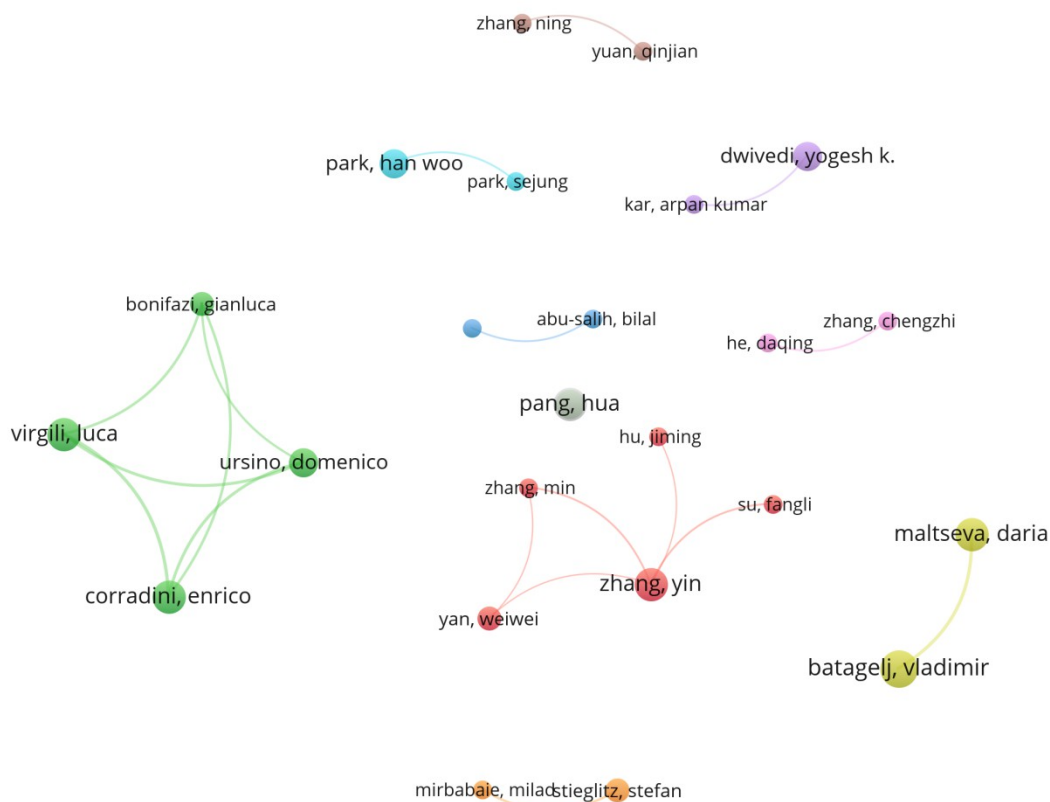 zhang, ning
yuan, qinjian
park, han woo
park, sejung
dwivedi, yogesh k.
kar, arpan kumar
bonifazi, gianluca
abu-salih, bilal
zhang, chengzhi
he, daqing
pang, hua
virgili, luca
ursino, domenico
hu, jiming
zhang, min
su, fangli
maltseva, daria
zhang, yin
corradini, enrico
yan, weiwei
batagelj, vladimir
mirbabaie, milad
stieglitz, stefan